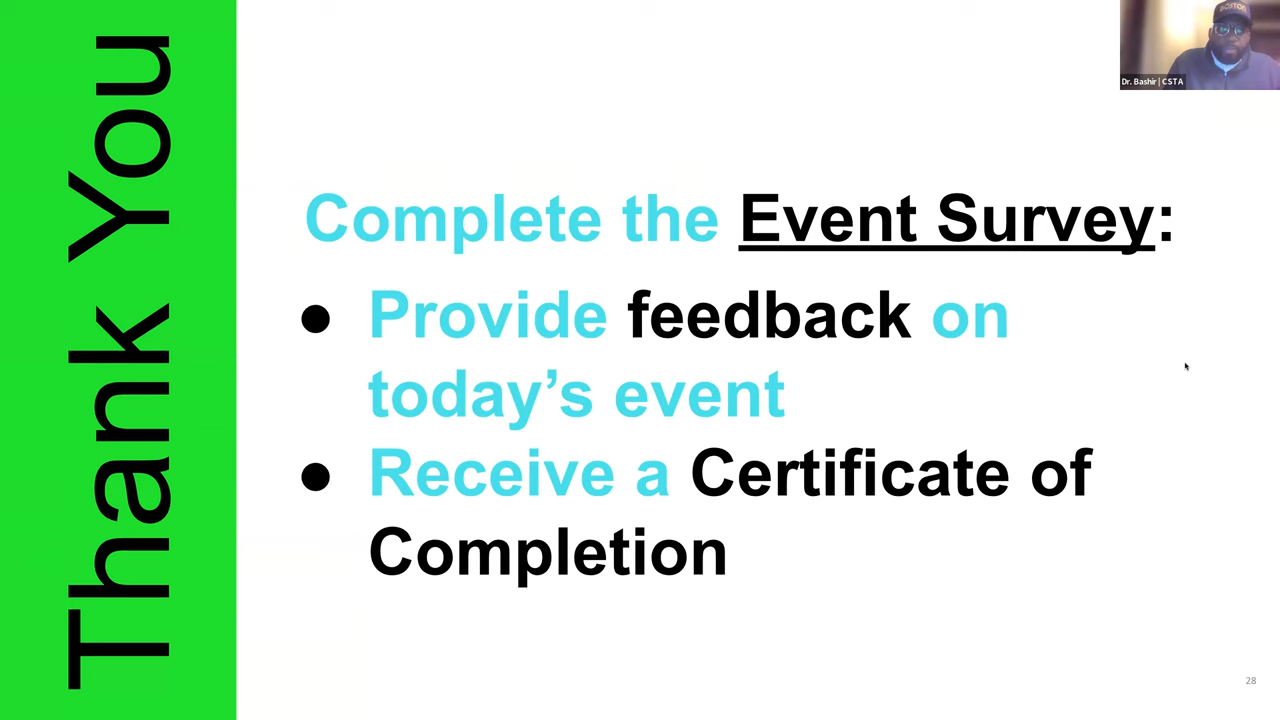 Thank You
BOSTON
Dr. Bashir | CSTA
Complete the Event Survey:
● Provide feedback on
today's event
● Receive a Certificate of
Completion
28